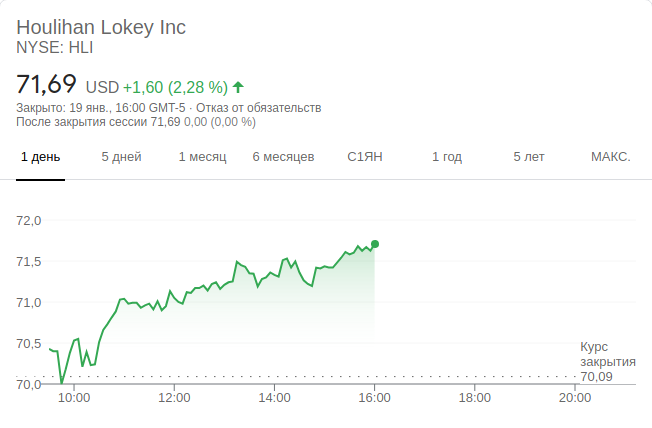 Houlihan Lokey Inc
NYSE: HLI
71,69 USD +1,60 (2,28 %)
Закрыто: 19 янв., 16:00 GMT-5 · Отказ от обязательств
После закрытия сессии 71,69 0,00 (0,00 %)
1 день 5 дней 1 месяц 6 месяцев С1ЯН 1 год 5 лет МАКС.
72,0
71,5
71,0
70,5
70,0
Курс
закрытия
70,09
10:00 12:00 14:00 16:00 18:00 20:00